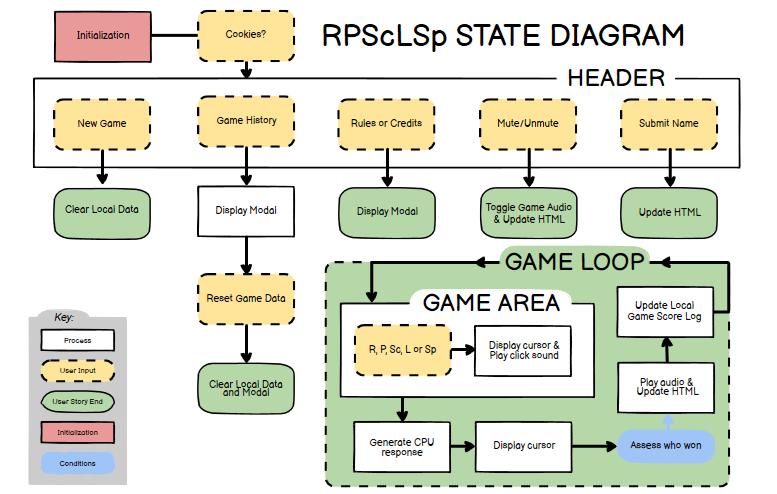 RPScLSp STATE DIAGRAM
Initialization
Cookies?
HEADER
New Game
Game History
Rules or Credits
Mute/Unmute
Submit Name
Clear Local Data
Display Modal
Display Modal
Toggle Game Audio
& Update HTML
Update HTML
Reset Game Data
Clear Local Data
and Modal
GAME LOOP
GAME AREA
R, P, Sc, L or Sp
Display cursor &
Play click sound
Update Local
Game Score Log
Play audio &
Update HTML
Generate CPU
response
Display cursor
Assess who won
Key:
Process
User Input
User Story End
Initialization
Conditions